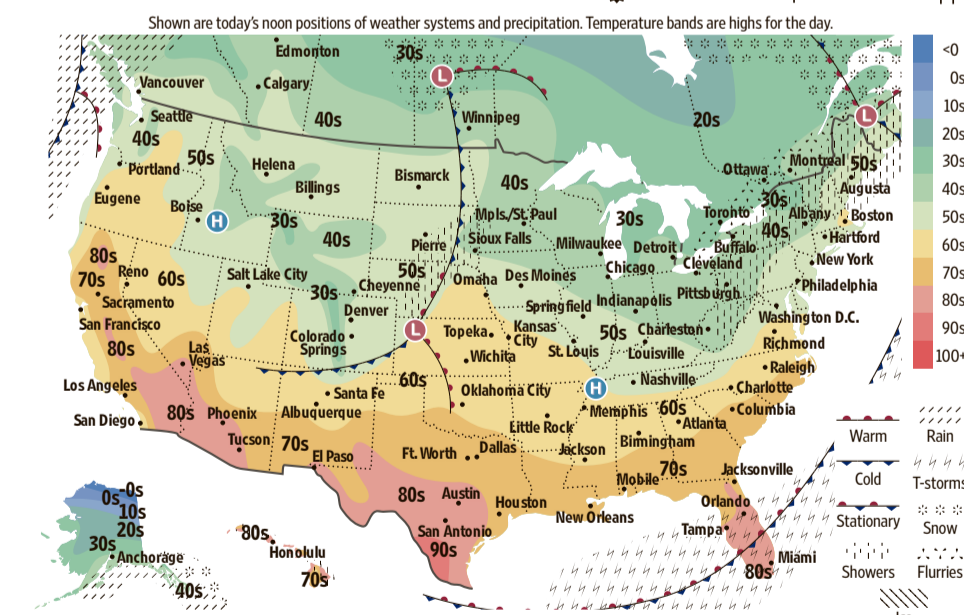 Shown are today's noon positions of weather systems and precipitation. Temperature bands are highs for the day.
<0
0s
10s
20s
30s
40s
50s
60s
70s
80s
90s
100+
Edmonton
30s
Vancouver
Calgary
L
Seattle
40s
Winnipeg
20s
L
40s
50s
Portland
Helena
Billings
Bismarck
40s
Ottawa
Montreal
50s
Augusta
Eugene
Boise
H
30s
40s
Mpls./St. Paul
30s
Toronto
30s
Albany
Boston
80s
Pierre
Sioux Falls
Milwaukee
Detroit
Buffalo
40s
Hartford
70s
Reno
60s
Salt Lake City
50s
Omaha
Des Moines
Chicago
Cleveland
New York
Sacramento
30s
Cheyenne
Springfield
Indianapolis
Pittsburgh
Philadelphia
San Francisco
Denver
L
Topeka
Kansas
City
50s
Charleston
Washington D.C.
80s
Las
Vegas
Colorado
Springs
Wichita
St. Louis
Louisville
Richmond
Los Angeles
60s
Oklahoma City
H
Nashville
Raleigh
Charlotte
San Diego
80s
Phoenix
Santa Fe
Albuquerque
Memphis
60s
Columbia
Little Rock
Atlanta
Tucson
70s
El Paso
Ft. Worth
Dallas
Jackson
Birmingham
70s
Jacksonville
80s
Austin
Houston
Mobile
New Orleans
Orlando
San Antonio
Tampa
90s
Miami
80s
-0s
0s
10s
20s
30s
Anchorage
40s
80s
Honolulu
70s
Warm
Rain
Cold
T-storms
Stationary
Snow
Showers
Flurries